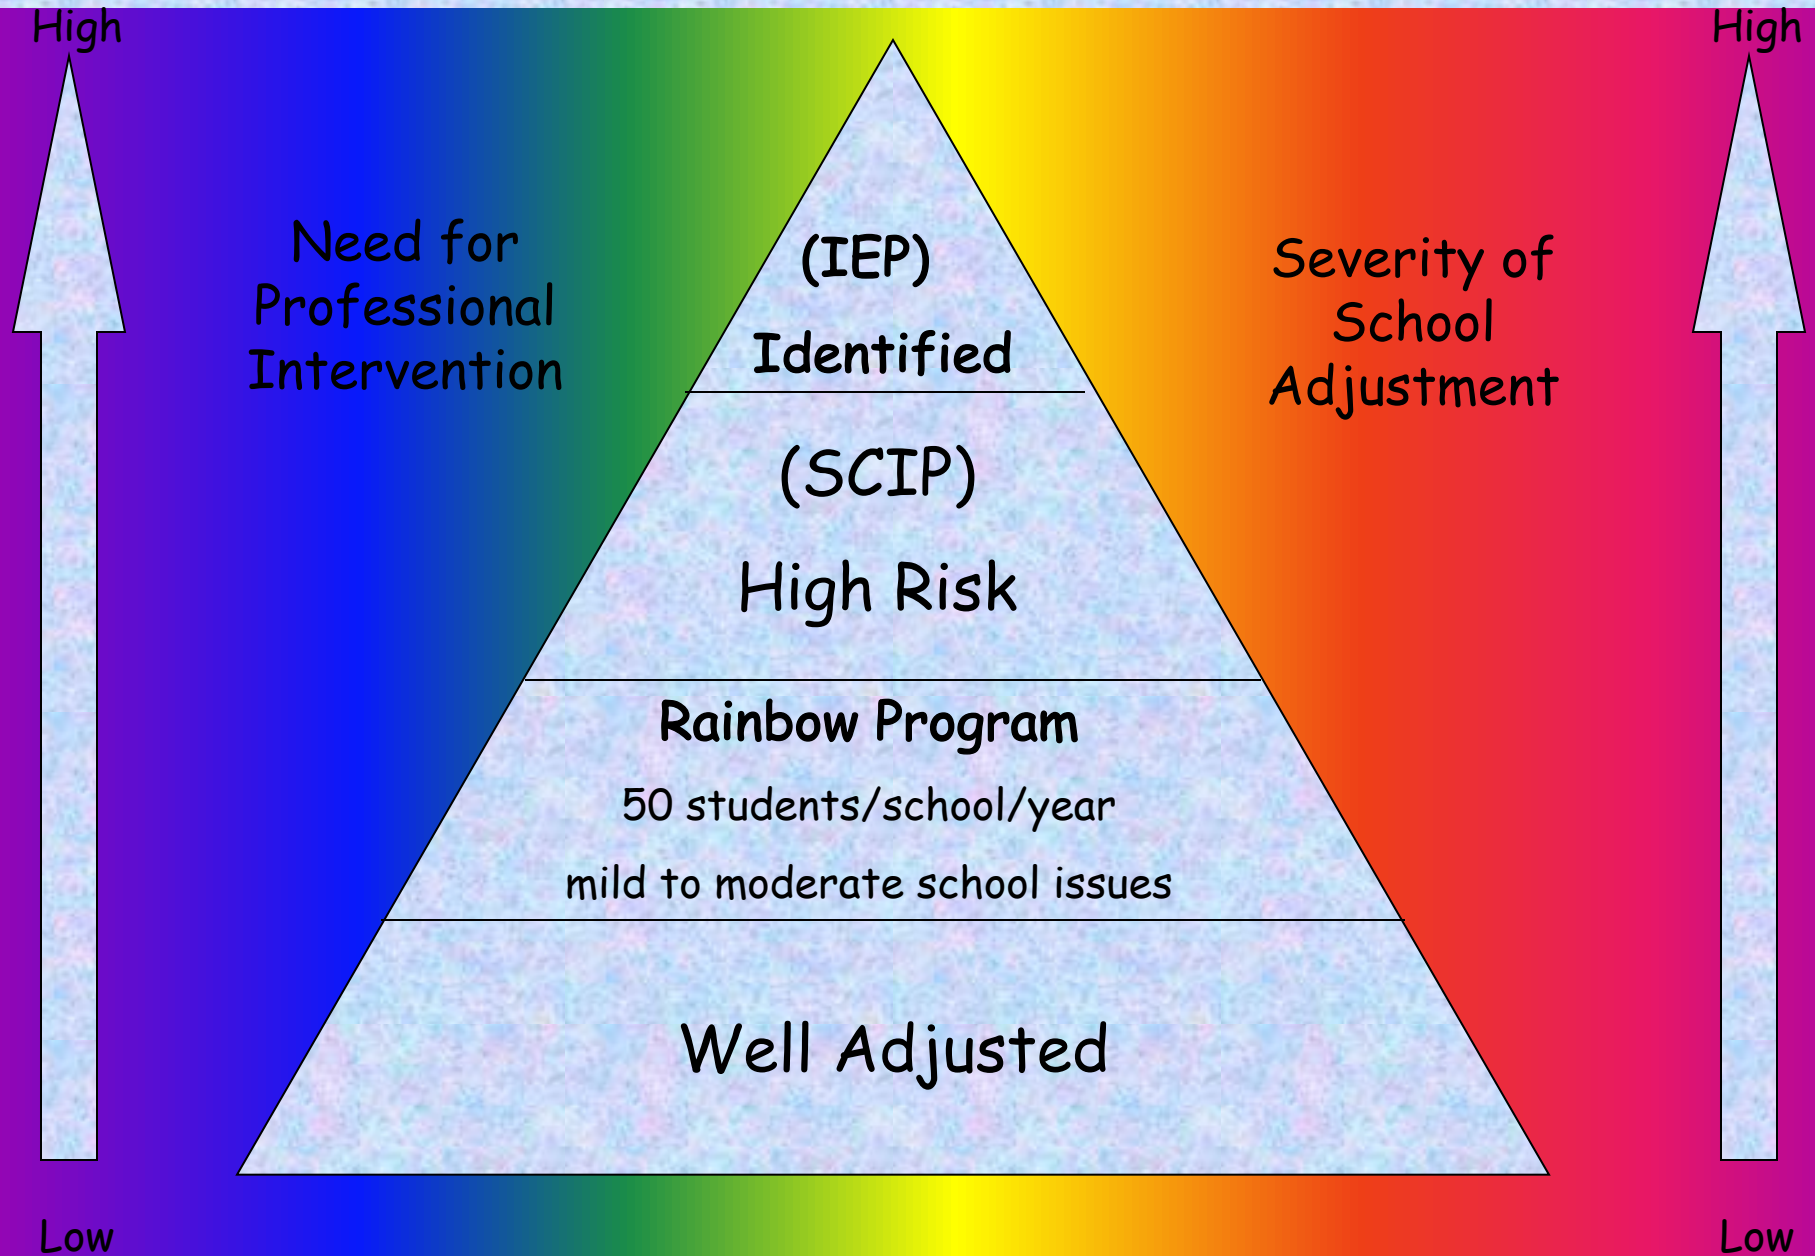 High
High
Need for
Professional
Intervention
Severity of
School
Adjustment
(IEP)
Identified
(SCIP)
High Risk
Rainbow Program
50 students/school/year
mild to moderate school issues
Well Adjusted
Low
Low